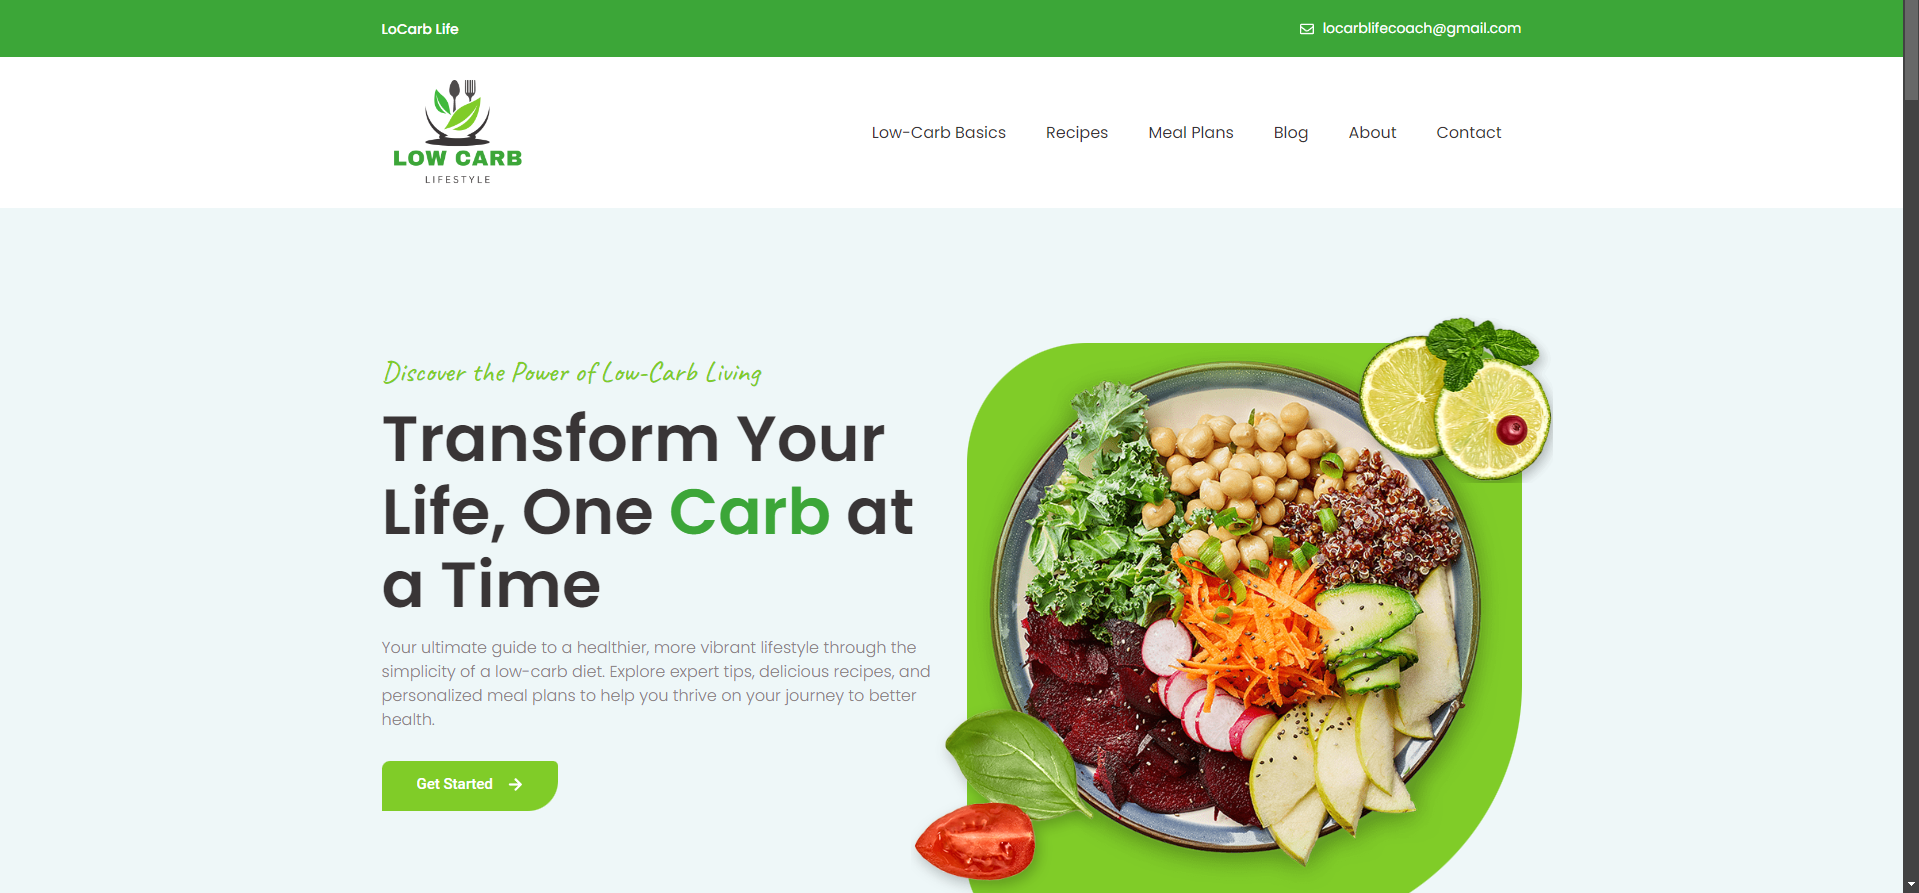 LoCarb Life
locarblifecoach@gmail.com
LOW CARB
LIFESTYLE
Low-Carb Basics
Recipes
Meal Plans
Blog
About
Contact
Discover the Power of Low-Carb Living
Transform Your
Life, One Carb at
a Time
Your ultimate guide to a healthier, more vibrant lifestyle through the
simplicity of a low-carb diet. Explore expert tips, delicious recipes, and
personalized meal plans to help you thrive on your journey to better
health.
Get Started